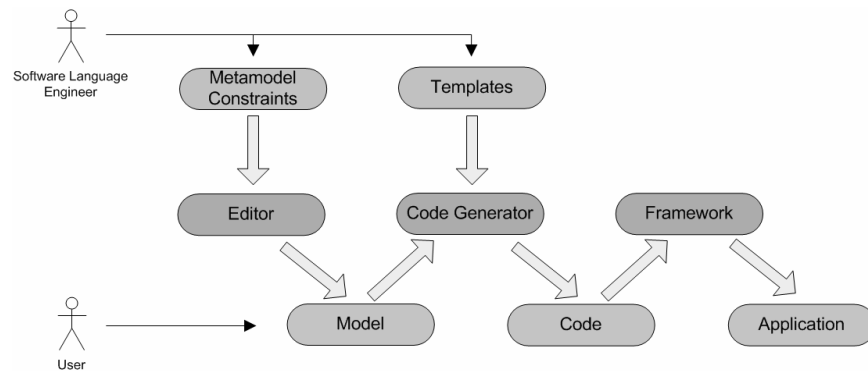 Software Language
Engineer
Metamodel
Constraints
Templates
Editor
Code Generator
Framework
Model
Code
Application
User